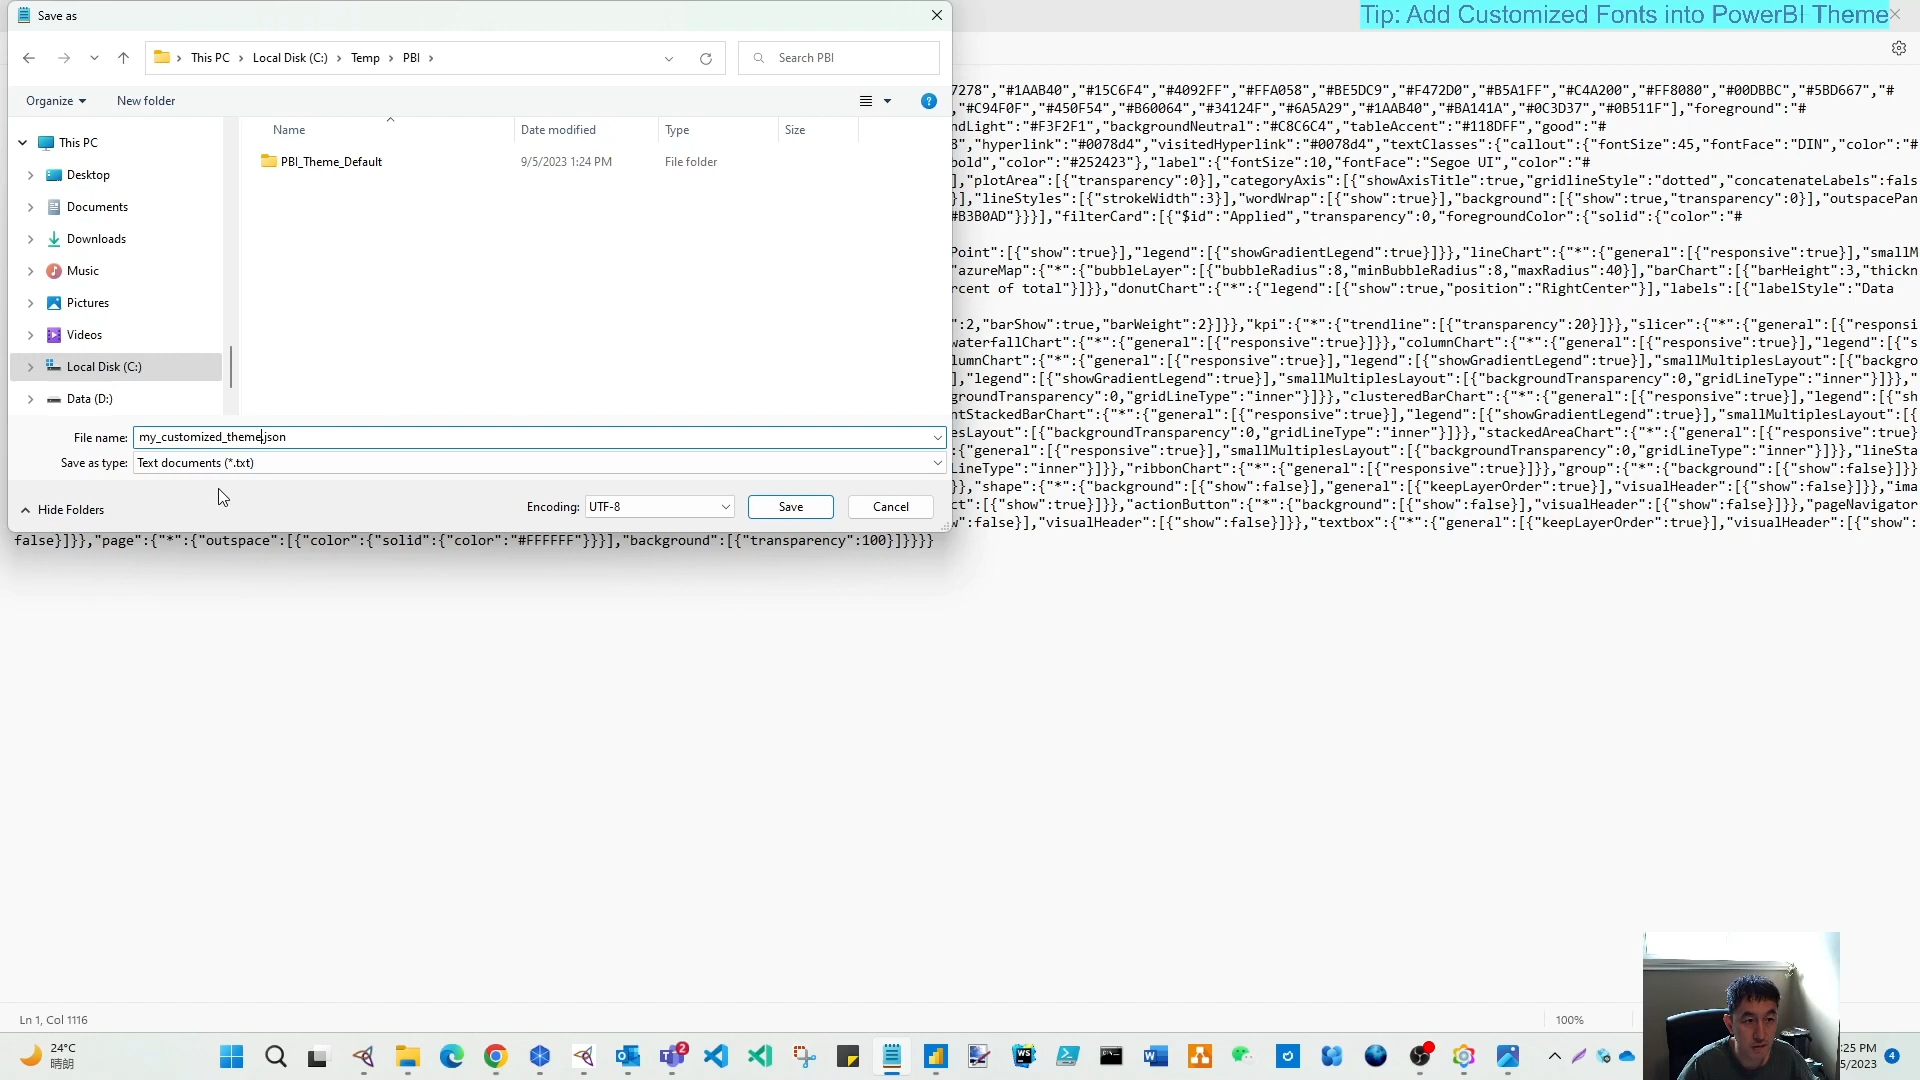 Save as
Tip: Add Customized Fonts into PowerBI Theme
This PC
Local Disk (C:)
Temp
PBI
Search PBI
Organize
New folder
Name
Date modified
Type
Size
PBI_Theme_Default
9/5/2023 1:24 PM
File folder
This PC
Desktop
Documents
Downloads
Music
Pictures
Videos
Local Disk (C:)
Data (D:)
File name:
my_customized_theme.json
Save as type:
Text documents (*.txt)
Hide Folders
Encoding:
UTF-8
Save
Cancel
7278","#1AAB40","#15C6F4","#4092FF","#FFA058","#BE5DC9","#F472D0","#B5A1FF","#C4A200","#FF8080","#00DBBC","#5BD667","#
"#C94F0F","#450F54","#B60064","#34124F","#6A5A29","#1AAB40","#BA141A","#0C3D37","#0B511F"],"foreground":"#
ndLight":"#F3F2F1","backgroundNeutral":"#C8C6C4","tableAccent":"#118DFF","good":"#
8","hyperlink":"#0078d4","visitedHyperlink":"#0078d4","textClasses":{"callout":{"fontSize":45,"fontFace":"DIN","color":"#
bold","color":"#252423"},"label":{"fontSize":10,"fontFace":"Segoe UI","color":"#
],"plotArea":[{"transparency":0}],"categoryAxis":[{"showAxisTitle":true,"gridlineStyle":"dotted","concatenateLabels":fals
}],"lineStyles":[{"strokeWidth":3}],"wordWrap":[{"show":true}],"background":[{"show":true,"transparency":0}],"outspacePan
#B3B0AD"}}}],"filterCard":[{"$id":"Applied","transparency":0,"foregroundColor":{"solid":{"color":"#
Point":[{"show":true}],"legend":[{"showGradientLegend":true}]}},"lineChart":{"*":{"general":[{"responsive":true}],"smallM
"azureMap":{"*":{"bubbleLayer":[{"bubbleRadius":8,"minBubbleRadius":8,"maxRadius":40}],"barChart":[{"barHeight":3,"thickn
rcent of total"}]}},"donutChart":{"*":{"legend":[{"show":true,"position":"RightCenter"}],"labels":[{"labelStyle":"Data
":2,"barShow":true,"barWeight":2}]}},"kpi":{"*":{"trendline":[{"transparency":20}]}},"slicer":{"*":{"general":[{"responsi
waterfallChart":{"*":{"general":[{"responsive":true}]}},"columnChart":{"*":{"general":[{"responsive":true}],"legend":[{"s
lumnChart":{"*":{"general":[{"responsive":true}],"legend":[{"showGradientLegend":true}],"smallMultiplesLayout":[{"backgro
],"legend":[{"showGradientLegend":true}],"smallMultiplesLayout":[{"backgroundTransparency":0,"gridLineType":"inner"}]}},"
groundTransparency":0,"gridLineType":"inner"}]}},"clusteredBarChart":{"*":{"general":[{"responsive":true}],"legend":[{"sh
ntStackedBarChart":{"*":{"general":[{"responsive":true}],"legend":[{"showGradientLegend":true}],"smallMultiplesLayout":[{
esLayout":[{"backgroundTransparency":0,"gridLineType":"inner"}]}},"stackedAreaChart":{"*":{"general":[{"responsive":true}
:[{"responsive":true}],"smallMultiplesLayout":[{"backgroundTransparency":0,"gridLineType":"inner"}]}},"lineSta
LineType":"inner"}]}},"ribbonChart":{"*":{"general":[{"responsive":true}]}},"group":{"*":{"background":[{"show":false}]}}
}},"shape":{"*":{"background":[{"show":false}],"general":[{"keepLayerOrder":true}],"visualHeader":[{"show":false}]}},"ima
ct":[{"show":true}]}},"actionButton":{"*":{"background":[{"show":false}],"visualHeader":[{"show":false}]}},"pageNavigator
w":false}],"visualHeader":[{"show":false}]}},"textbox":{"*":{"general":[{"keepLayerOrder":true}],"visualHeader":[{"show":
false}]}},"page":{"*":{"outspace":[{"color":{"solid":{"color":"#FFFFFF"}}}],"background":[{"transparency":100}]}}}}
Ln 1, Col 1116
100%
24°C
晴朗
2
:25 PM
5/2023
4